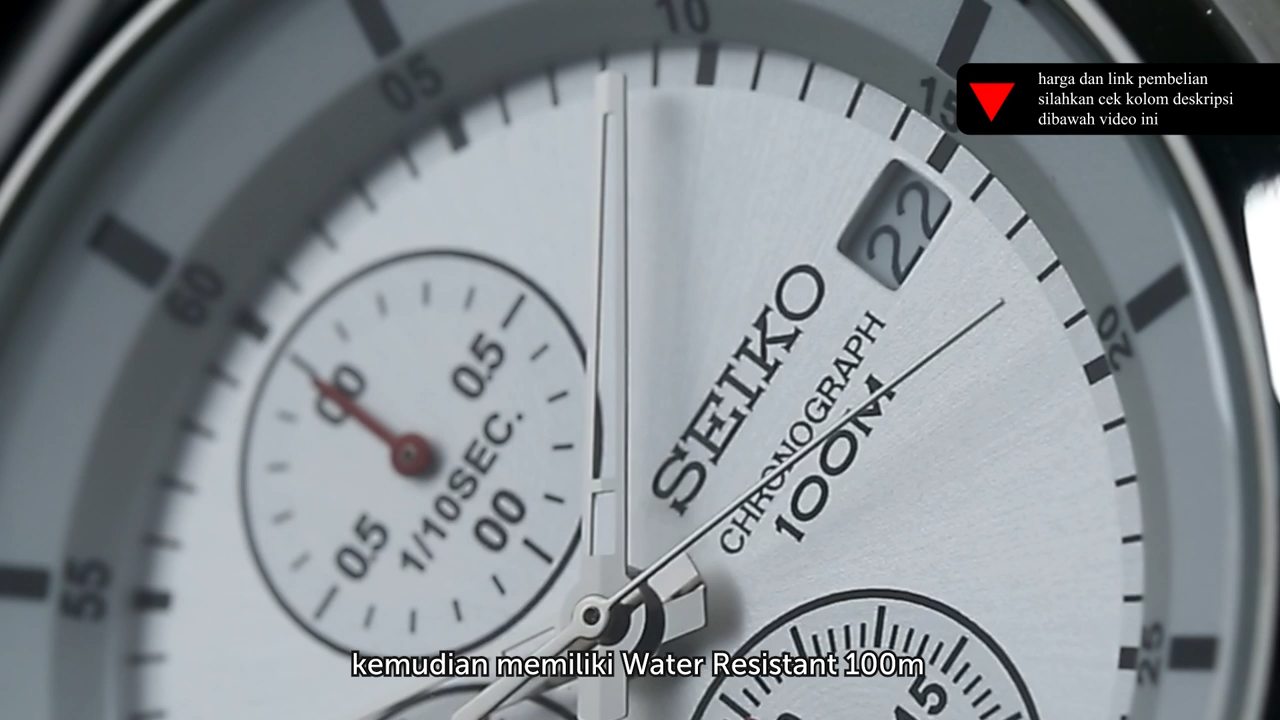 10
05
15
harga dan link pembelian
silahkan cek kolom deskripsi
dibawah video ini
22
60
20
SEIKO
CHRONOGRAPH
100M
00
0.5
1/10SEC.
0.5
00
55
25
45
kemudian memiliki Water Resistant 100m